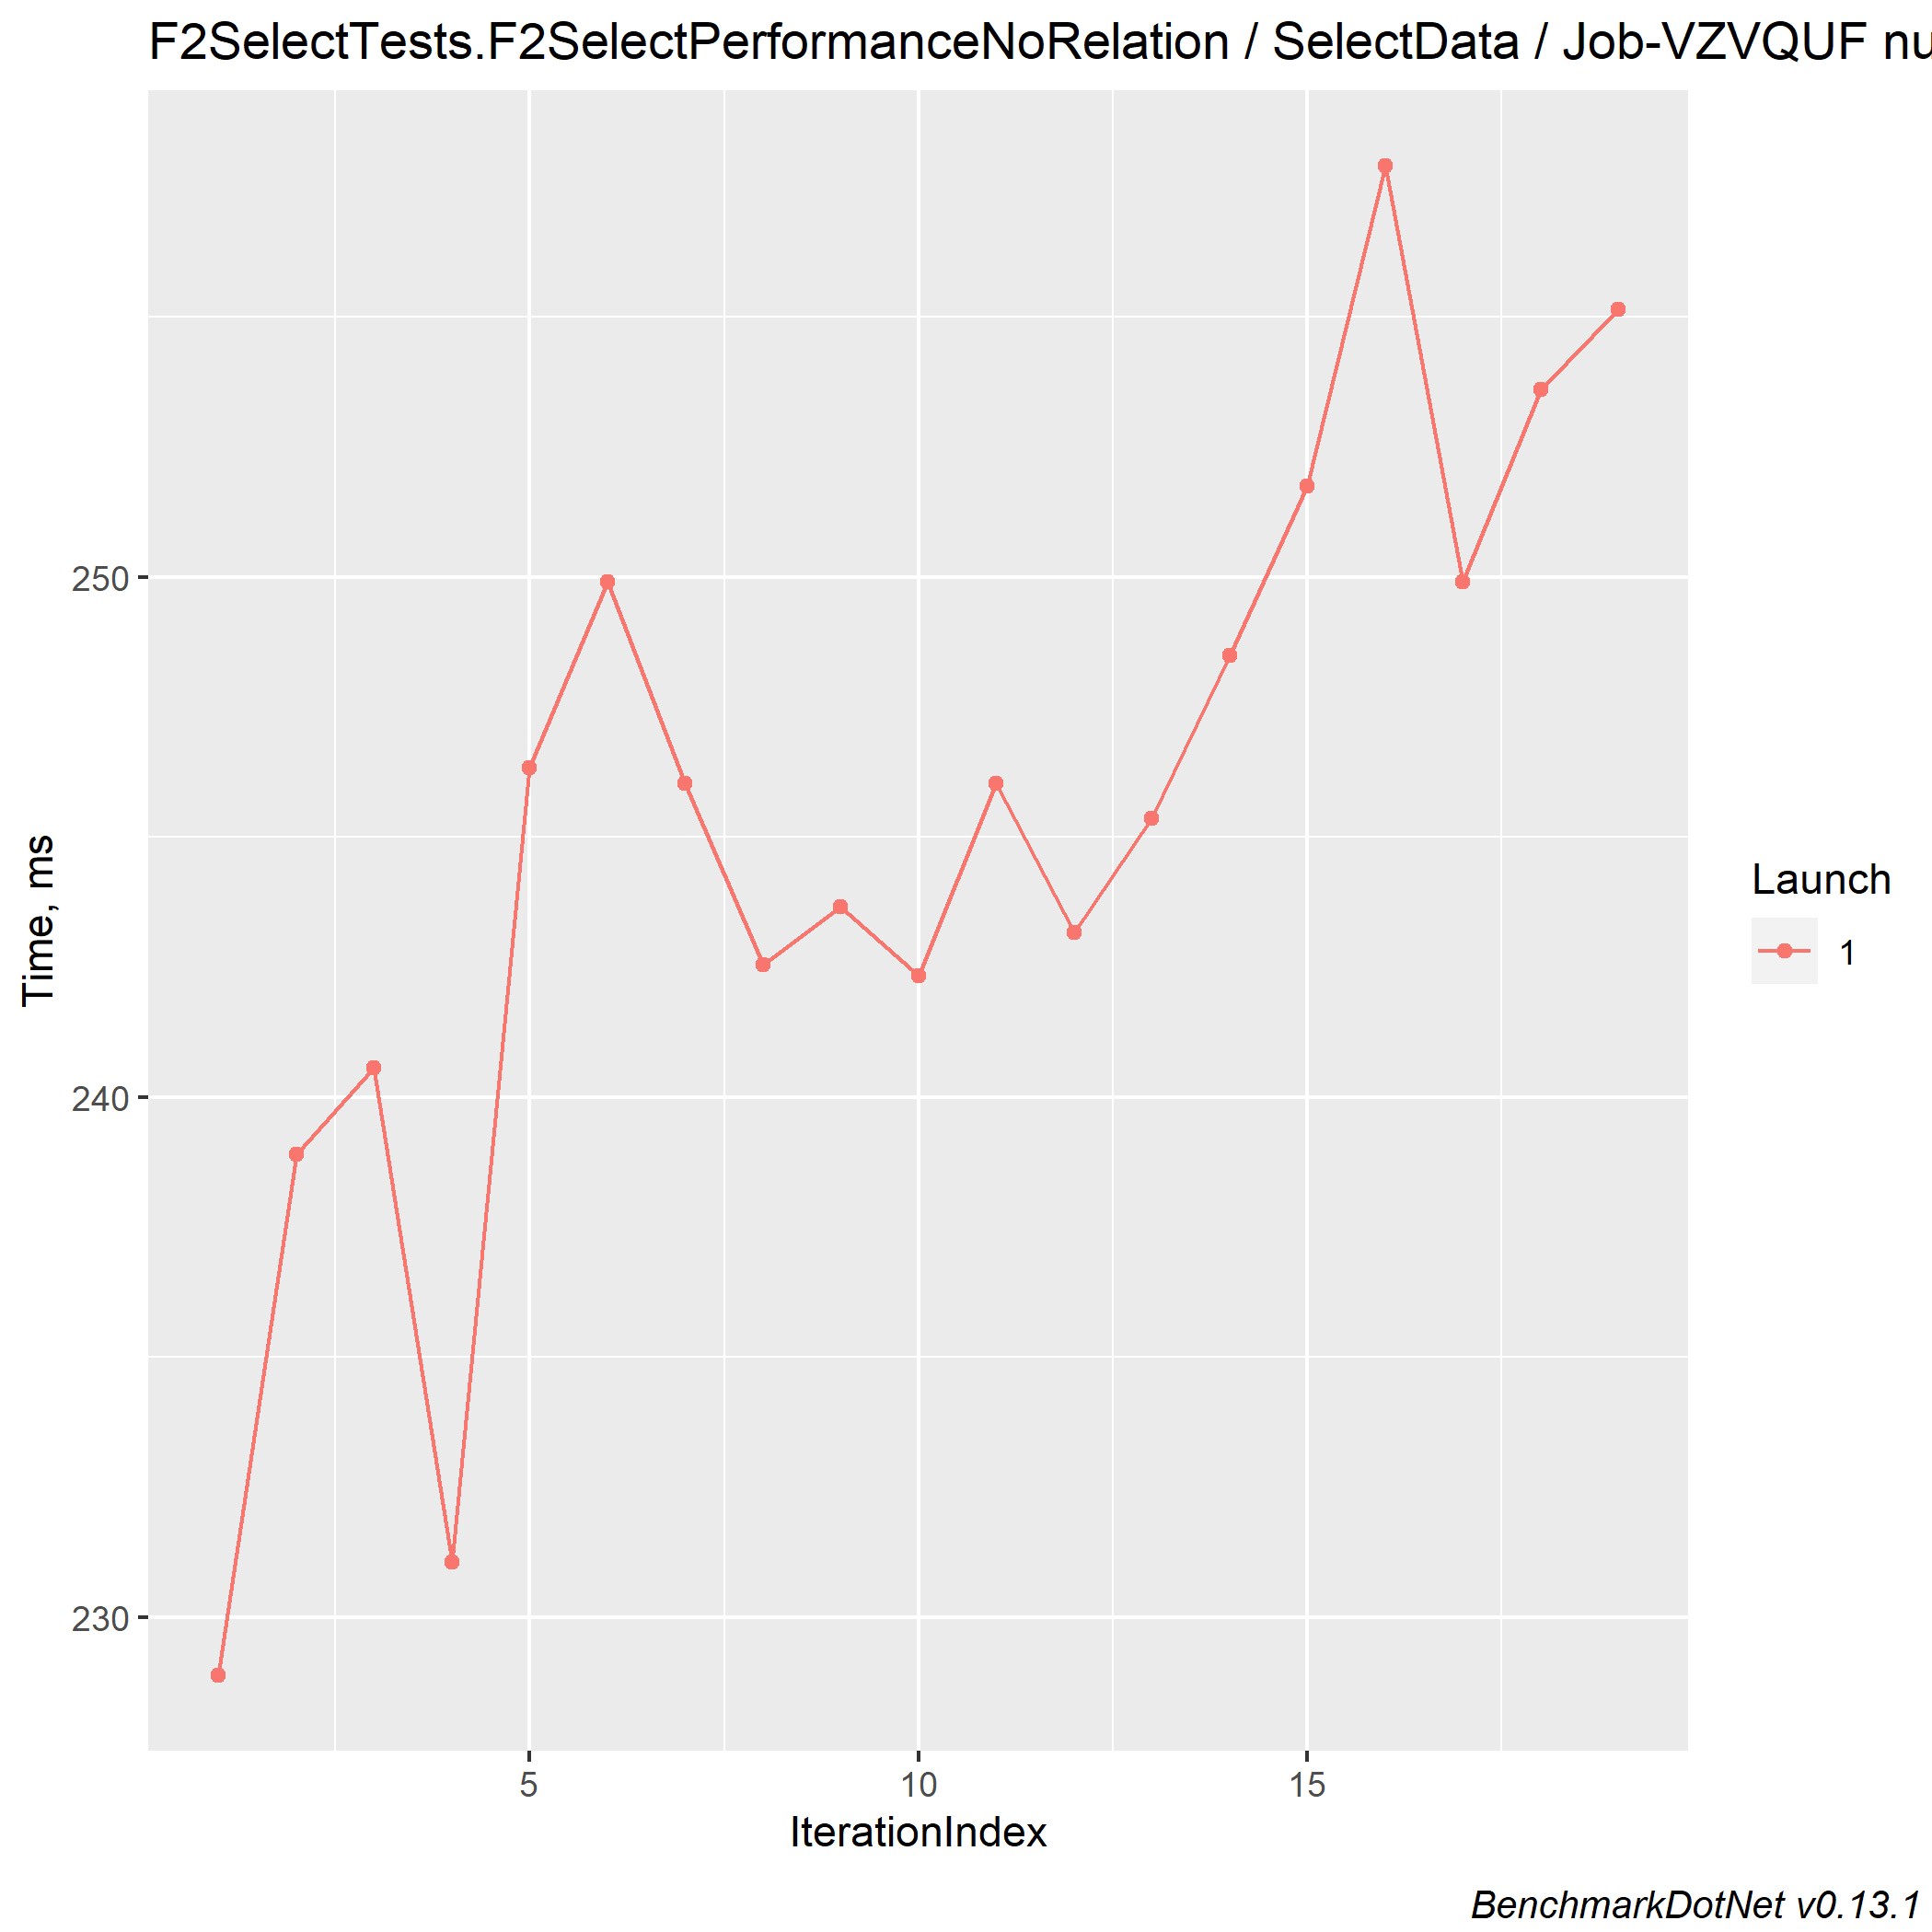 F2SelectTests.F2SelectPerformanceNoRelation / SelectData / Job-VZVQUF nu
250
240
230
Time, ms
5 10 15
IterationIndex
Launch
1
BenchmarkDotNet v0.13.1